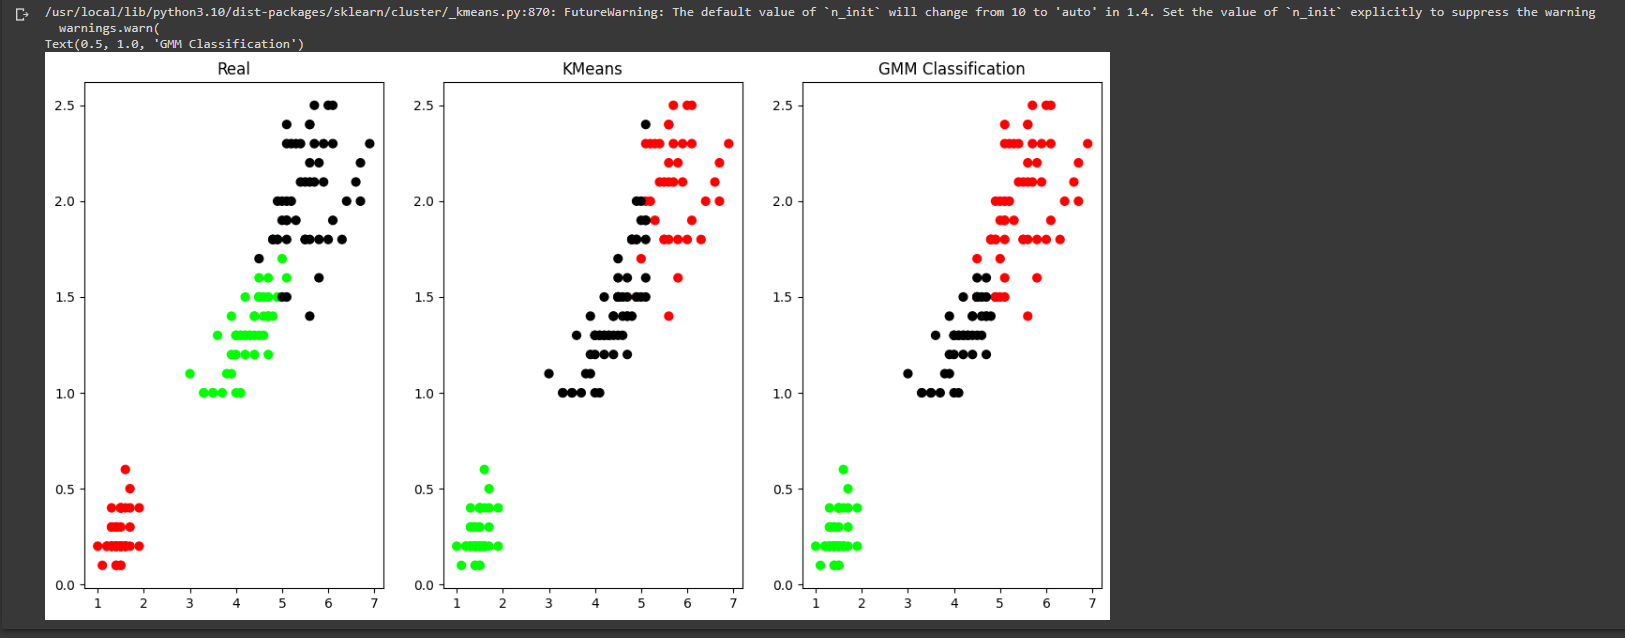 /usr/local/lib/python3.10/dist-packages/sklearn/cluster/_kmeans.py:870: FutureWarning: The default value of `n_init` will change from 10 to 'auto' in 1.4. Set the value of `n_init` explicitly to suppress the warning
  warnings.warn(
Text(0.5, 1.0, 'GMM Classification')
Real KMeans GMM Classification
2.5 2.5 2.5
2.0 2.0 2.0
1.5 1.5 1.5
1.0 1.0 1.0
0.5 0.5 0.5
0.0 0.0 0.0
1 2 3 4 5 6 7 1 2 3 4 5 6 7 1 2 3 4 5 6 7